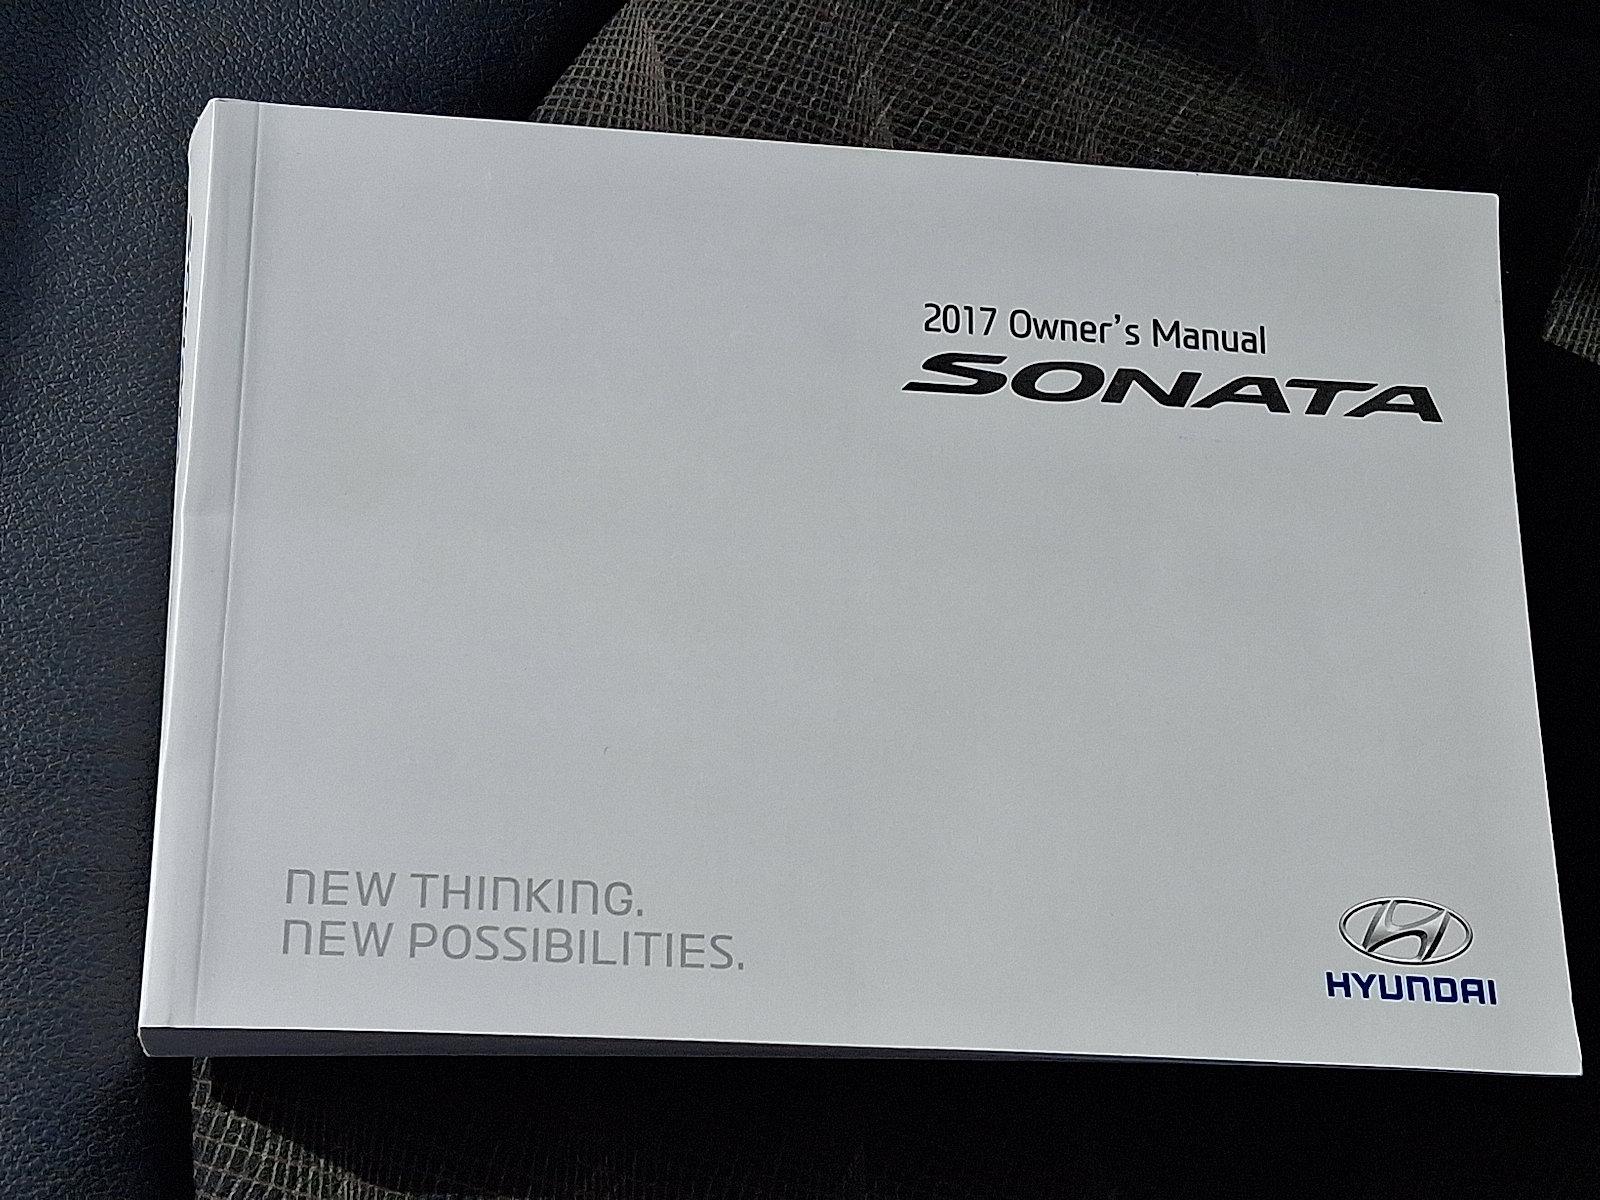 2017 Owner's Manual
SONATA
NEW THINKING.
NEW POSSIBILITIES.
HYUNDAI